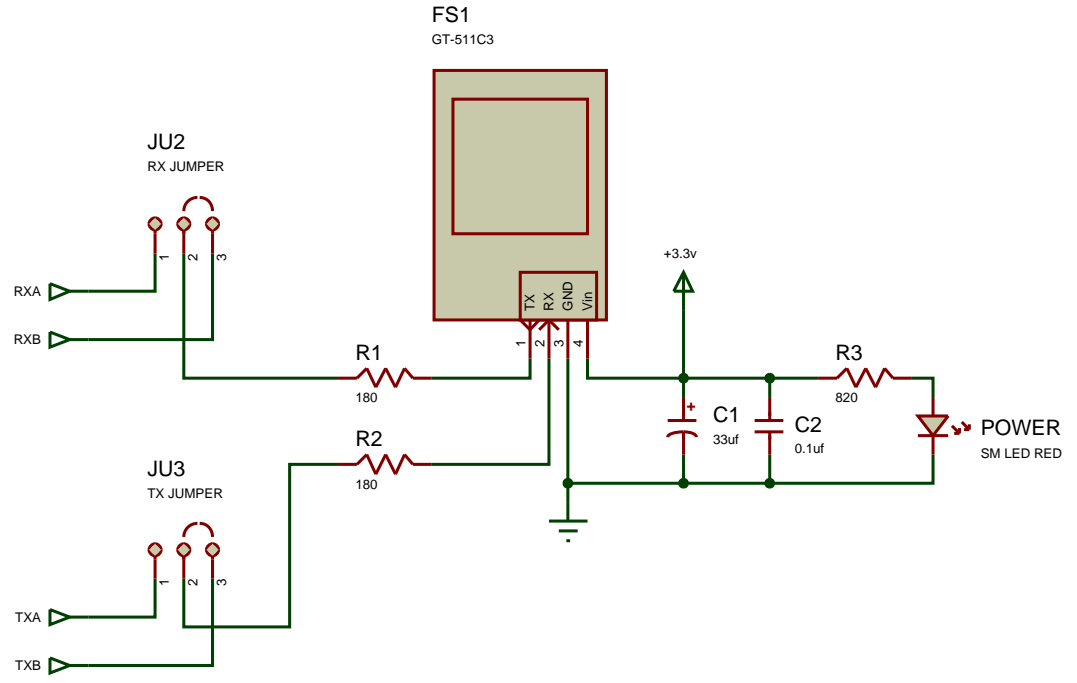 FS1
GT-511C3
JU2
RX JUMPER
1
2
3
RXA
RXB
TX
RX
GND
Vin
1
2
3
4
+3.3v
R1
180
R2
180
R3
820
+
C1
33uf
C2
0.1uf
POWER
SM LED RED
JU3
TX JUMPER
1
2
3
TXA
TXB